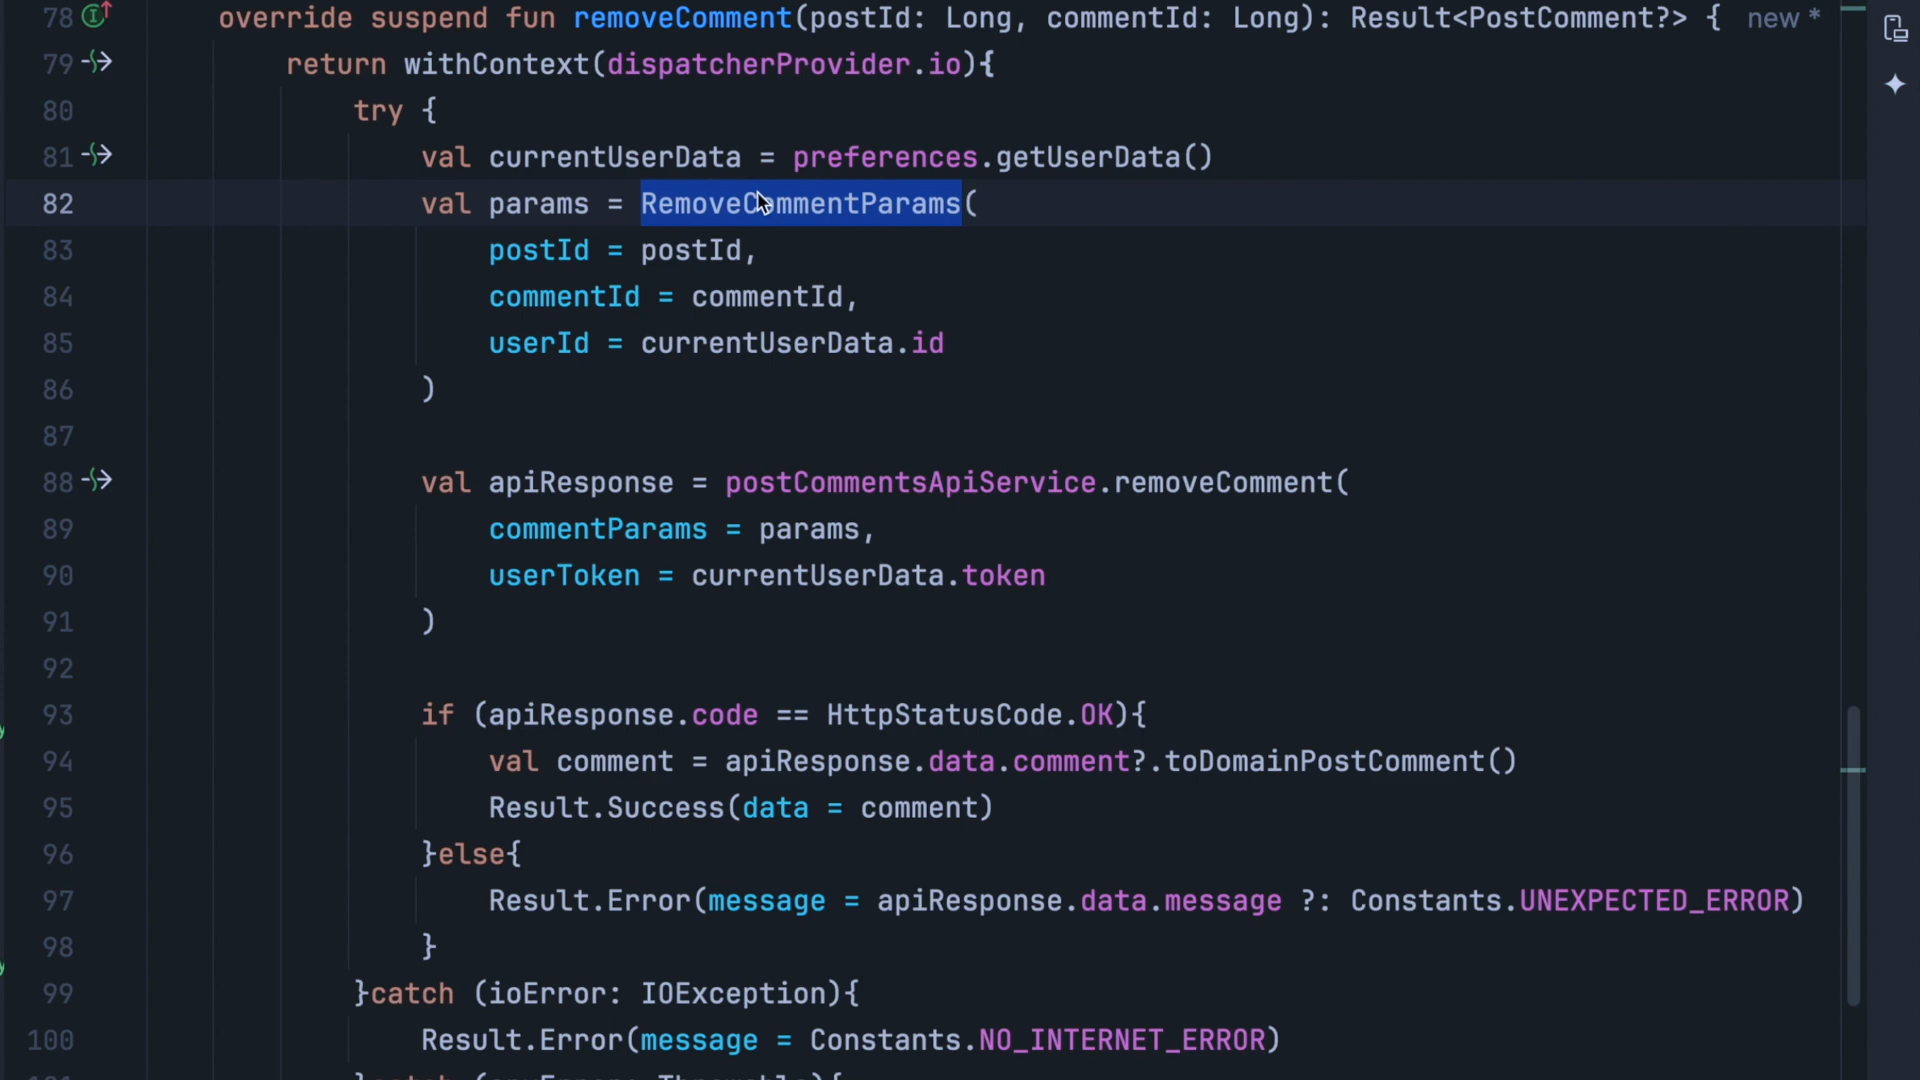 78 override suspend fun removeComment(postId: Long, commentId: Long): Result<PostComment?> { new *
79 return withContext(dispatcherProvider.io){
80 try {
81 val currentUserData = preferences.getUserData()
82 val params = RemoveCommentParams(
83 postId = postId,
84 commentId = commentId,
85 userId = currentUserData.id
86 )
87
88 val apiResponse = postCommentsApiService.removeComment(
89 commentParams = params,
90 userToken = currentUserData.token
91 )
92
93 if (apiResponse.code == HttpStatusCode.OK){
94 val comment = apiResponse.data.comment?.toDomainPostComment()
95 Result.Success(data = comment)
96 }else{
97 Result.Error(message = apiResponse.data.message ?: Constants.UNEXPECTED_ERROR)
98 }
99 }catch (ioError: IOException){
100 Result.Error(message = Constants.NO_INTERNET_ERROR)